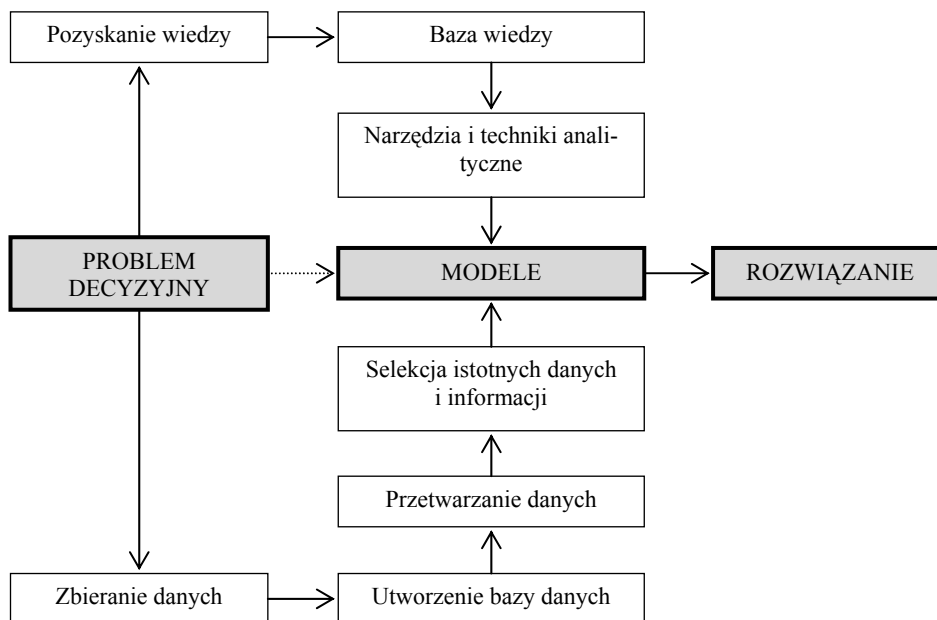 Pozyskanie wiedzy
Baza wiedzy
Narzędzia i techniki anali-
tyczne
PROBLEM
DECYZYJNY
MODELE
ROZWIĄZANIE
Selekcja istotnych danych
i informacji
Przetwarzanie danych
Zbieranie danych
Utworzenie bazy danych